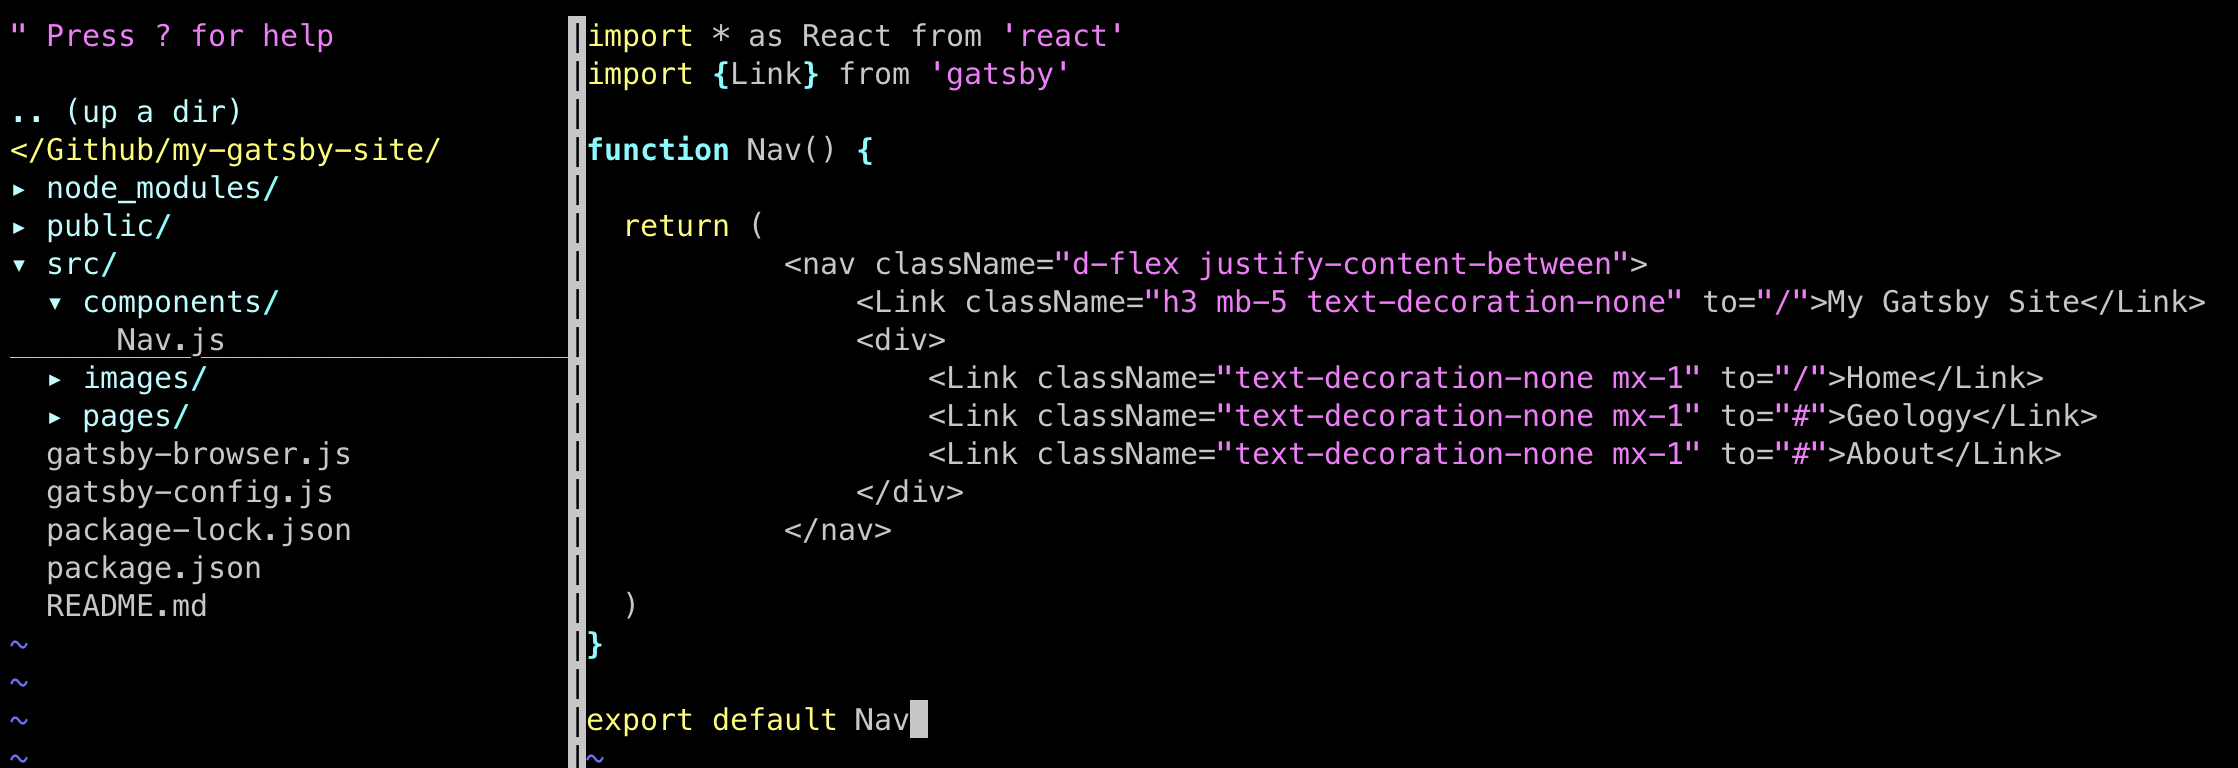 " Press ? for help
.. (up a dir)
</Github/my-gatsby-site/
▸ node_modules/
▸ public/
▾ src/
▾ components/
Nav.js
▸ images/
▸ pages/
gatsby-browser.js
gatsby-config.js
package-lock.json
package.json
README.md
~
~
~
~
import * as React from 'react'
import {Link} from 'gatsby'
function Nav() {
return (
<nav className="d-flex justify-content-between">
<Link className="h3 mb-5 text-decoration-none" to="/">My Gatsby Site</Link>
<div>
<Link className="text-decoration-none mx-1" to="/">Home</Link>
<Link className="text-decoration-none mx-1" to="#">Geology</Link>
<Link className="text-decoration-none mx-1" to="#">About</Link>
</div>
</nav>
)
}
export default Nav
~